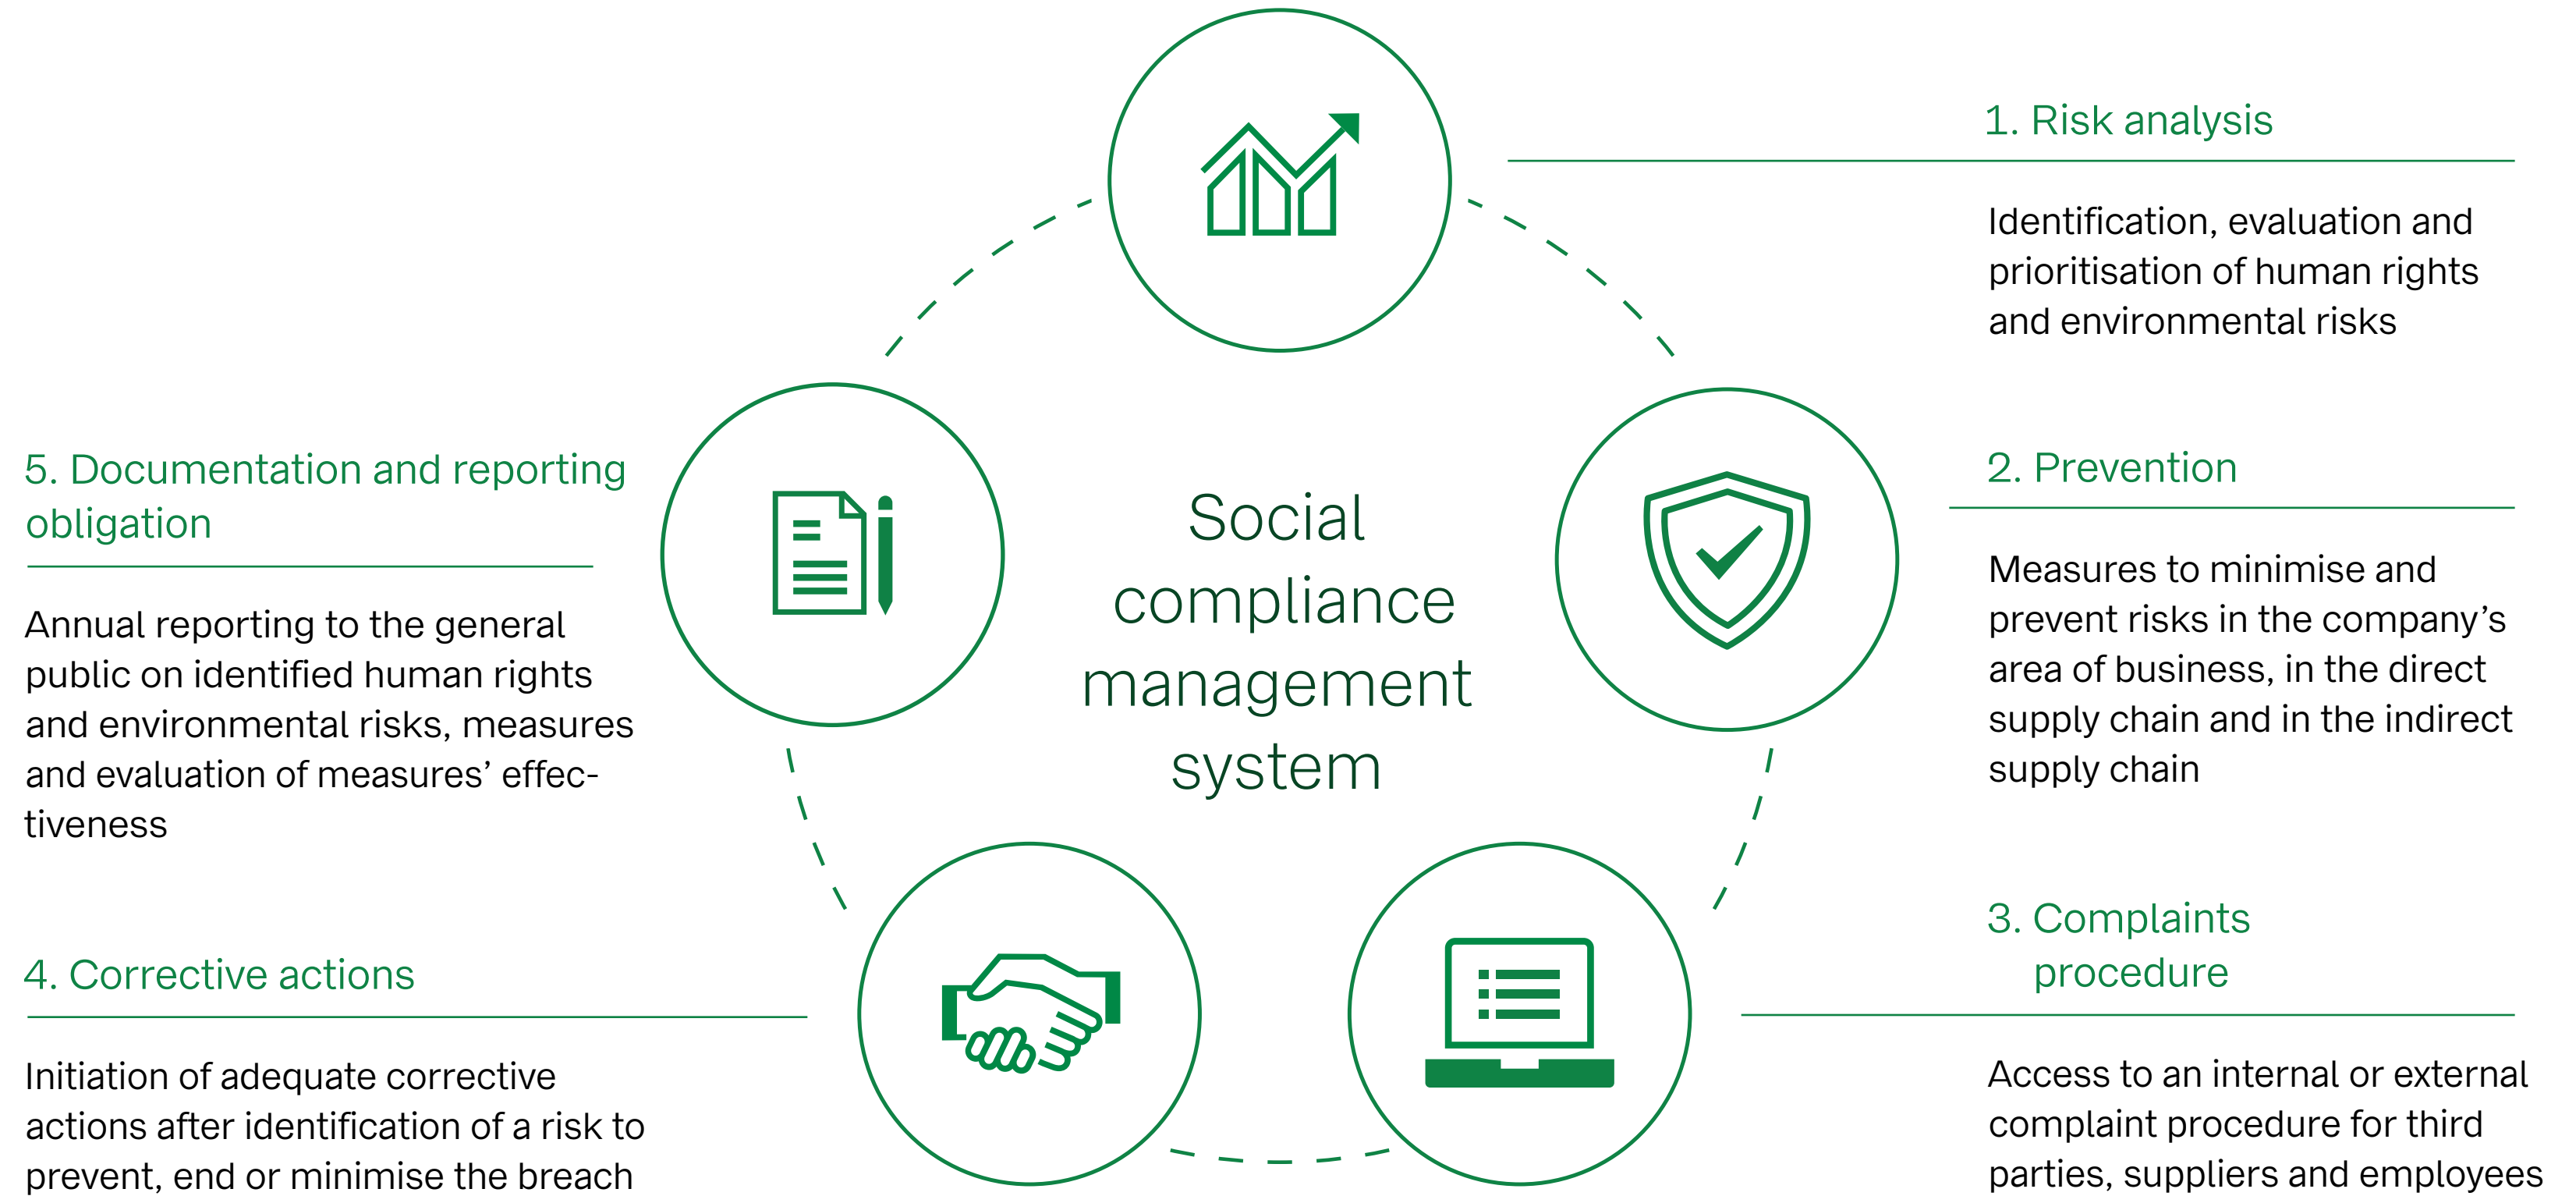 Social
compliance
management
system
1. Risk analysis
Identification, evaluation and
prioritisation of human rights
and environmental risks
2. Prevention
Measures to minimise and
prevent risks in the company’s
area of business, in the direct
supply chain and in the indirect
supply chain
3. Complaints
procedure
Access to an internal or external
complaint procedure for third
parties, suppliers and employees
4. Corrective actions
Initiation of adequate corrective
actions after identification of a risk to
prevent, end or minimise the breach
5. Documentation and reporting
obligation
Annual reporting to the general
public on identified human rights
and environmental risks, measures
and evaluation of measures’ effec-
tiveness